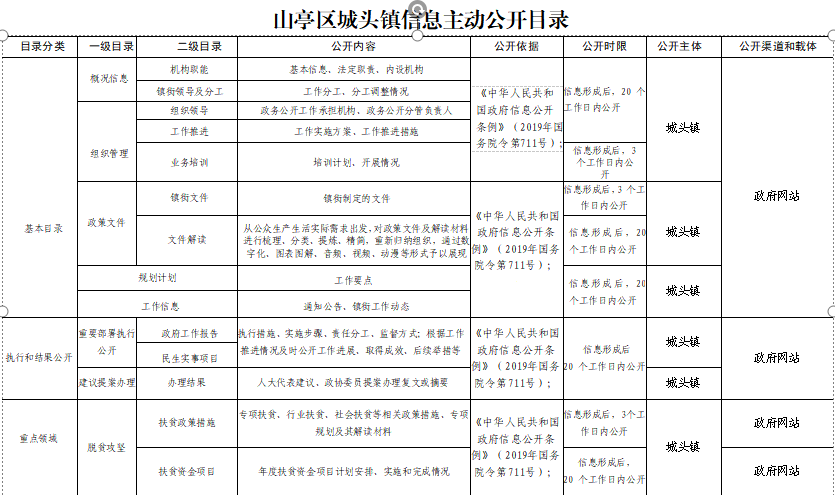 山亭区城头镇信息主动公开目录
目录分类 一级目录 二级目录 公开内容 公开依据 公开时限 公开主体 公开渠道和载体
基本目录
概况信息
机构职能
基本信息、法定职责、内设机构
镇街领导及分工
工作分工、分工调整情况
《中华人民共和
国政府信息公开
条例》（2019年国
务院令第711号）;
信息形成后，20 个
工作日内公开
城头镇
政府网站
组织管理
组织领导
政务公开工作承担机构、政务公开分管负责人
工作推进
工作实施方案、工作推进措施
业务培训
培训计划、开展情况
信息形成后，3
个工作日内公
开
政策文件
镇街文件
镇街制定的文件
《中华人民共和国
政府信息公开条
例》（2019年国务
院令第711号）;
信息形成后,3 个工
作日内公开
城头镇
文件解读
从公众生产生活实际需求出发,对政策文件及解读材料
进行梳理，分类，提炼，精简，重新归纳组织，通过数
字化、图表图解、音频、视频、动漫等形式予以展现
信息形成后，20
个工作日内公开
规划计划
工作要点
信息形成后，20
个工作日内公开
城头镇
工作信息
通知公告、镇街工作动态
执行和结果公开
重要部署执行
公开
政府工作报告
民生实事项目
执行措施、实施步骤、责任分工，监督方式；根据工作
推进情况及时公开工作进展、取得成效、后续举措等
《中华人民共和国
政府信息公开条
例》（2019年国务
院令第711号）;
信息形成后
20 个工作日内公开
城头镇
政府网站
建议提案办理
办理结果
人大代表建议、政协委员提案办理复文或摘要
城头镇
重点领域
脱贫攻坚
扶贫政策措施
专项扶贫、行业扶贫、社会扶贫等相关政策措施、专项
规划及其解读材料
《中华人民共和国
政府信息公开条
例》（2019年国务
院令第711号）;
信息形成后，3个工
作日内公开
城头镇
政府网站
扶贫资金项目
年度扶贫资金项目计划安排、实施和完成情况
信息形成后，
20 个工作日内公开
政府网站